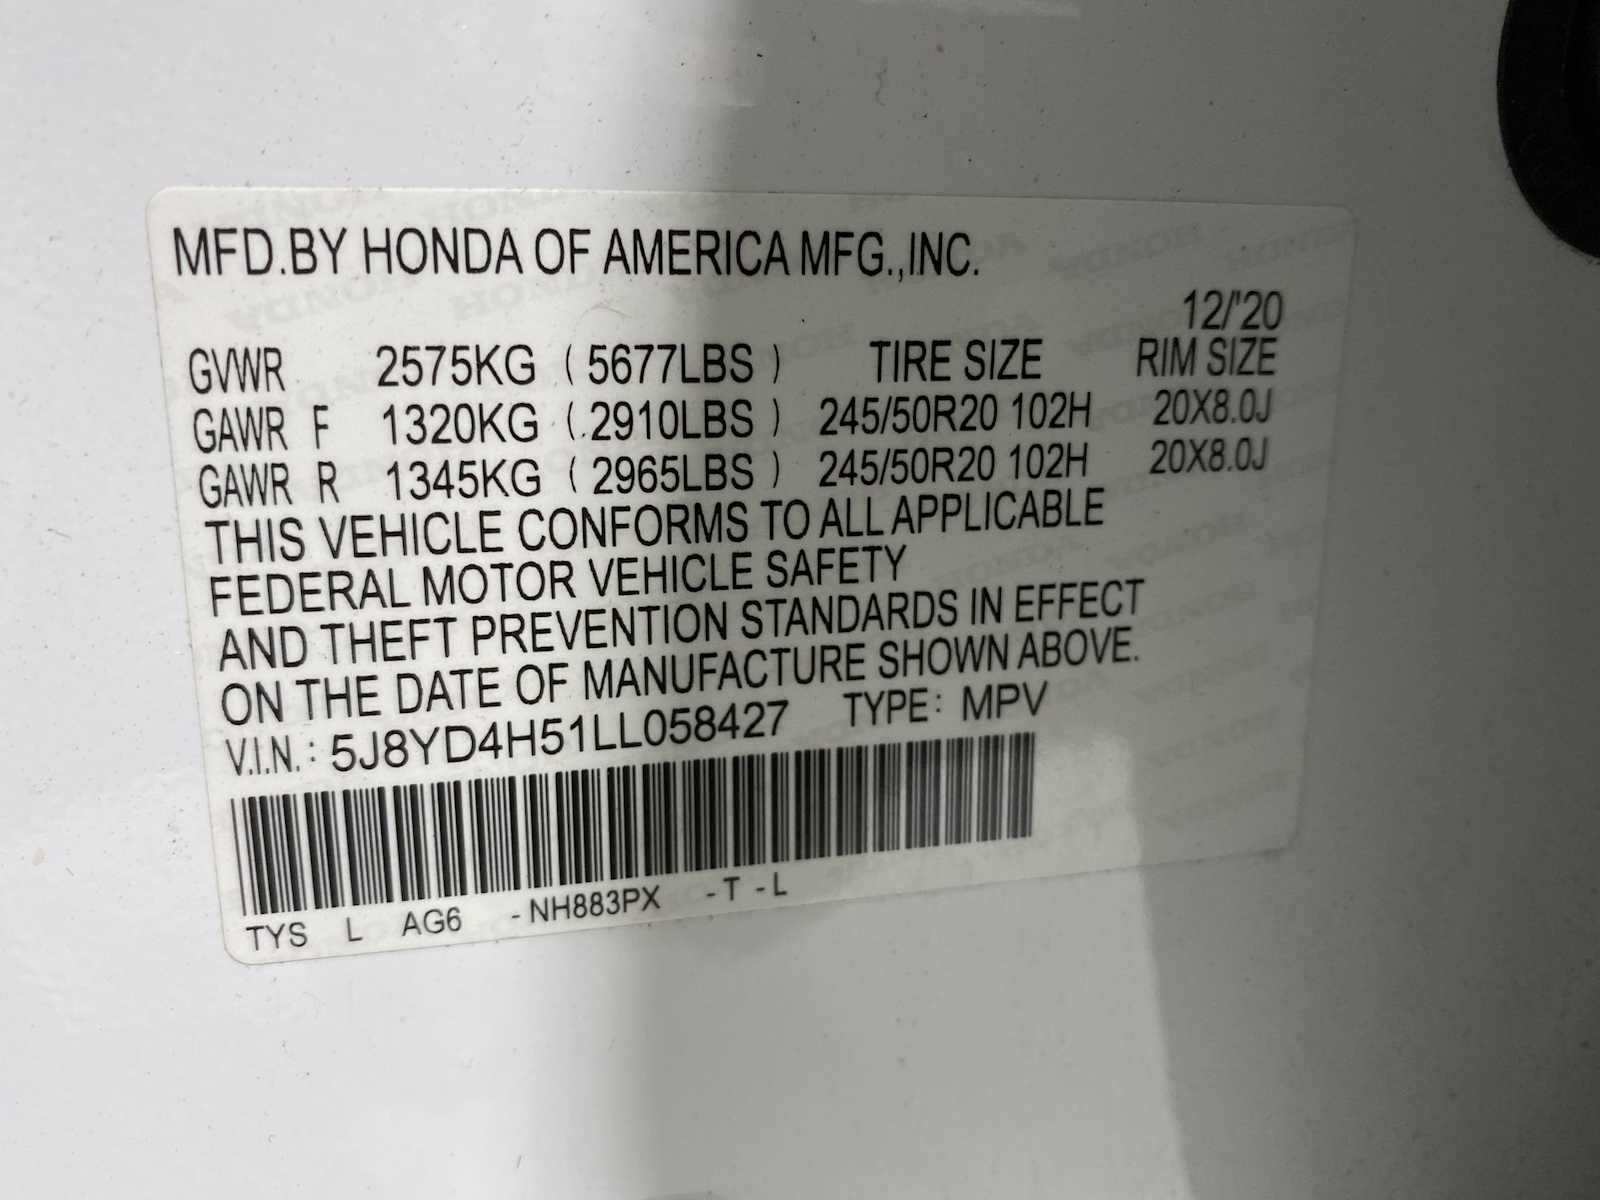 MFD.BY HONDA OF AMERICA MFG.,INC.
12/'20
GVWR 2575KG ( 5677LBS ) TIRE SIZE RIM SIZE
GAWR F 1320KG ( 2910LBS ) 245/50R20 102H 20X8.0J
GAWR R 1345KG ( 2965LBS ) 245/50R20 102H 20X8.0J
THIS VEHICLE CONFORMS TO ALL APPLICABLE
FEDERAL MOTOR VEHICLE SAFETY
AND THEFT PREVENTION STANDARDS IN EFFECT
ON THE DATE OF MANUFACTURE SHOWN ABOVE.
V.I.N.: 5J8YD4H51LL058427 TYPE: MPV
TYS L AG6 -NH883PX -T -L